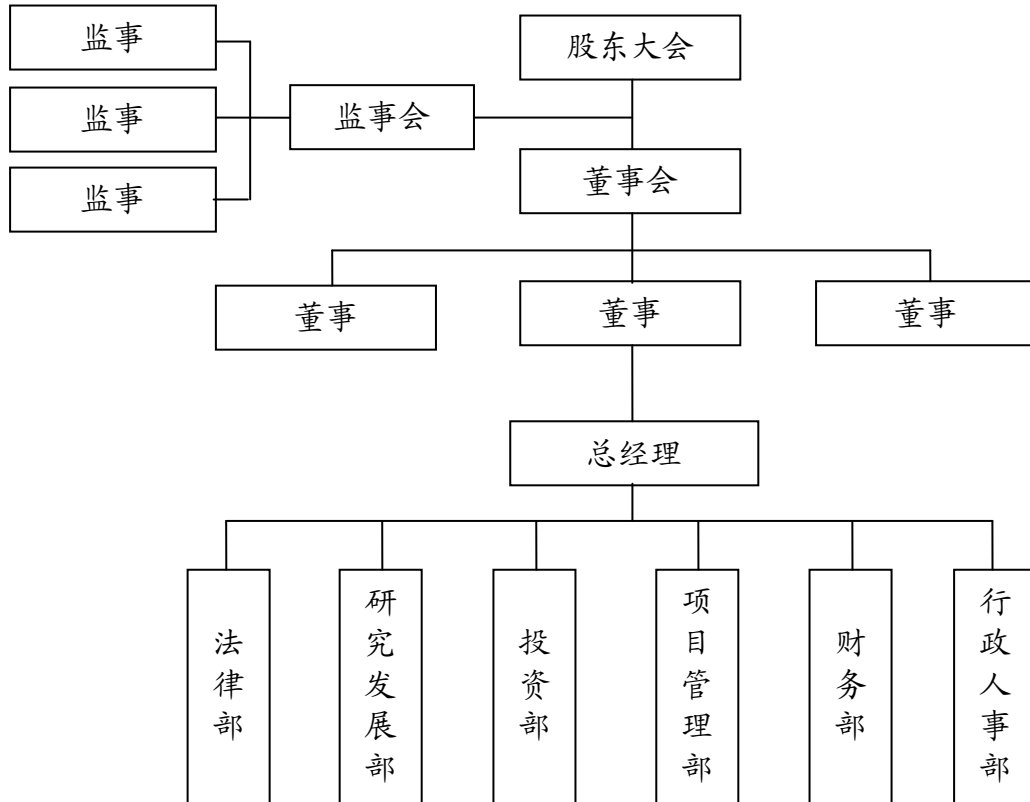 监事
股东大会
监事
监事会
监事
董事会
董事
董事
董事
总经理
法律部
研究发展部
投资部
项目管理部
财务部
行政人事部